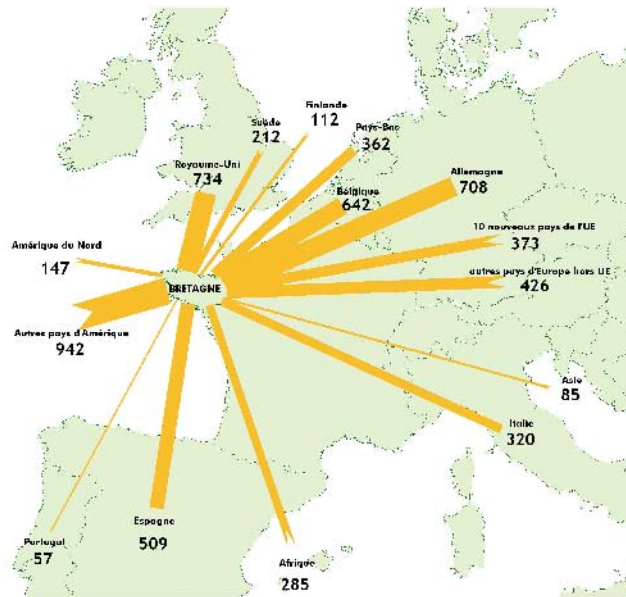 Finlande
112
Suède
212
Pays-Bas
362
Royaume-Uni
734
Allemagne
708
Belgique
642
10 nouveaux pays de l'UE
373
Amérique du Nord
147
autres pays d'Europe hors UE
426
BRETAGNE
Autres pays d'Amérique
942
Asie
85
Italie
320
Espagne
509
Portugal
57
Afrique
285